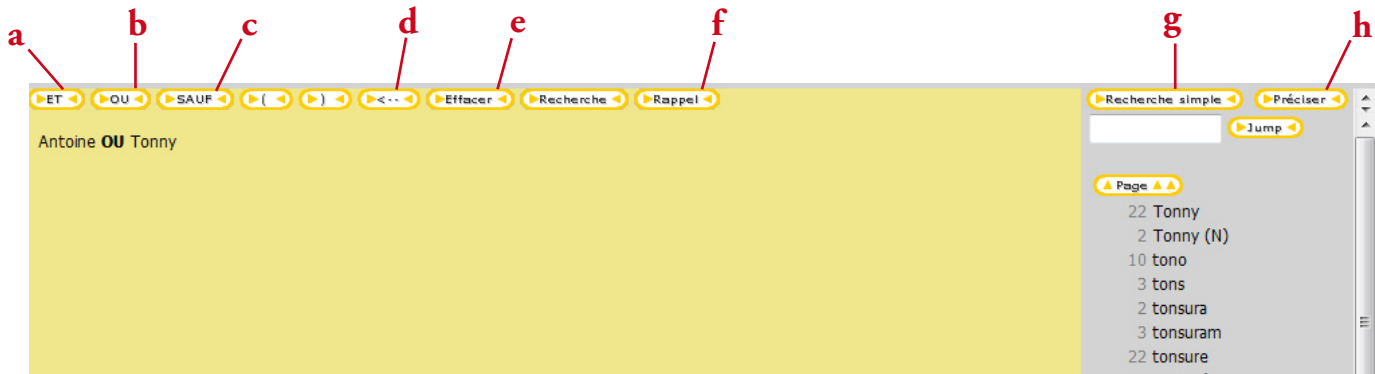 a b c d e f g h
ET OU SAUF ( ) <-- Effacer Recherche Rappel Recherche simple Préciser
Jump
Antoine OU Tonny
Page
22 Tonny
2 Tonny (N)
10 tono
3 tons
2 tonsura
3 tonsuram
22 tonsure